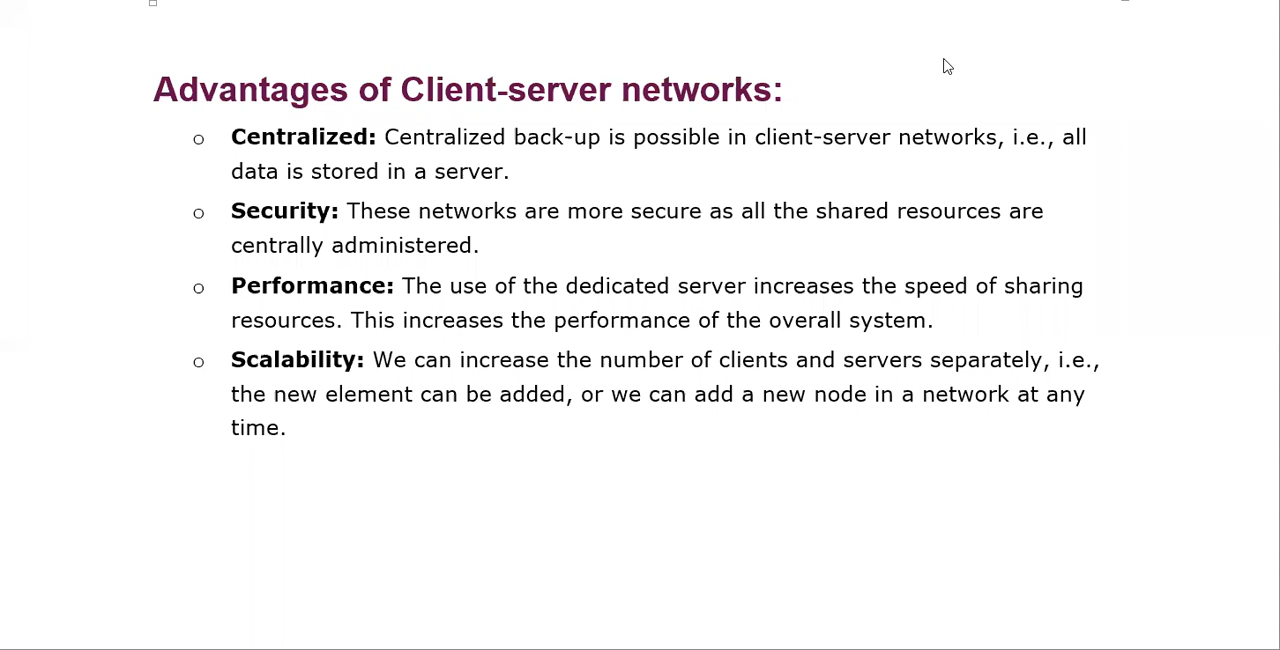 Advantages of Client-server networks:
o Centralized: Centralized back-up is possible in client-server networks, i.e., all
data is stored in a server.
o Security: These networks are more secure as all the shared resources are
centrally administered.
o Performance: The use of the dedicated server increases the speed of sharing
resources. This increases the performance of the overall system.
o Scalability: We can increase the number of clients and servers separately, i.e.,
the new element can be added, or we can add a new node in a network at any
time.